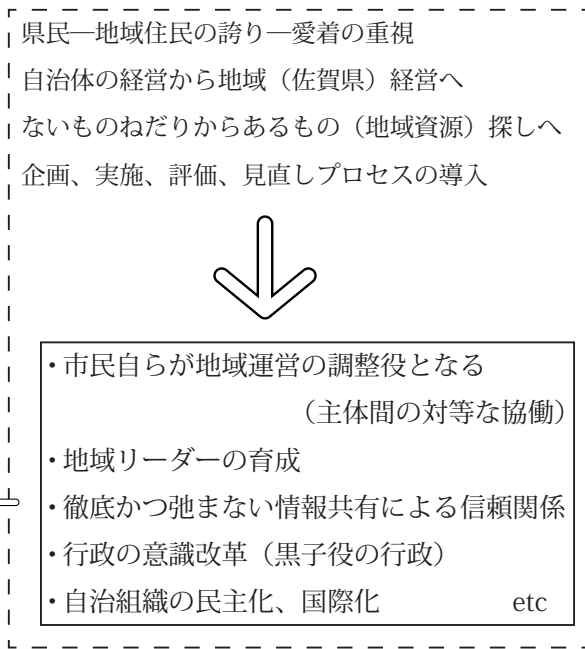 県民―地域住民の誇り―愛着の重視
自治体の経営から地域（佐賀県）経営へ
ないものねだりからあるもの（地域資源）探しへ
企画、実施、評価、見直しプロセスの導入
・市民自らが地域運営の調整役となる
（主体間の対等な協働）
・地域リーダーの育成
・徹底かつ弛まない情報共有による信頼関係
・行政の意識改革（黒子役の行政）
・自治組織の民主化、国際化　　　　　etc